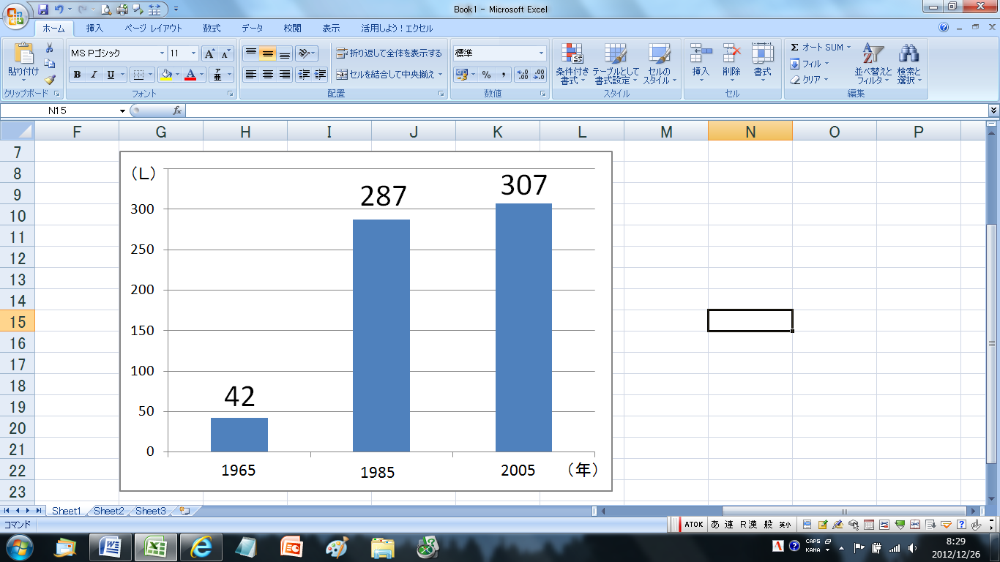 Book1 - Microsoft Excel
ホーム 挿入 ページ レイアウト 数式 データ 校閲 表示 活用しよう！エクセル
貼り付け
クリップボード
MS Pゴシック 11
B I U
フォント
折り返して全体を表示する
セルを結合して中央揃え
配置
標準
% ,
数値
条件付き書式 テーブルとして書式設定 セルのスタイル
スタイル
挿入 削除 書式
セル
Σ オート SUM
フィル
クリア
並べ替えとフィルタ 検索と選択
編集
N15 fx
F G H I J K L M N O P
7
8
9
10
11
12
13
14
15
16
17
18
19
20
21
22
23
（L）
300
250
200
150
100
50
0
42
287
307
1965 1985 2005 （年）
Sheet1 Sheet2 Sheet3
コマンド
ATOK あ 連 R漢 般 英小
A CAPS KANA
8:29
2012/12/26